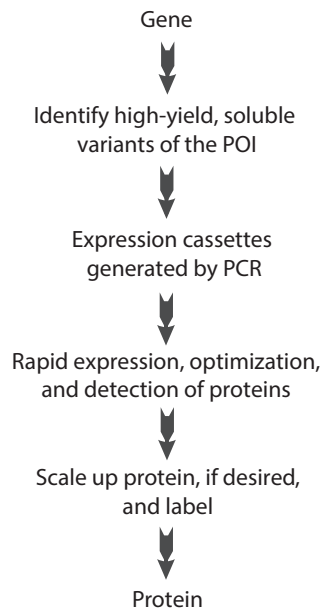 Gene
Identify high-yield, soluble
variants of the POI
Expression cassettes
generated by PCR
Rapid expression, optimization,
and detection of proteins
Scale up protein, if desired,
and label
Protein